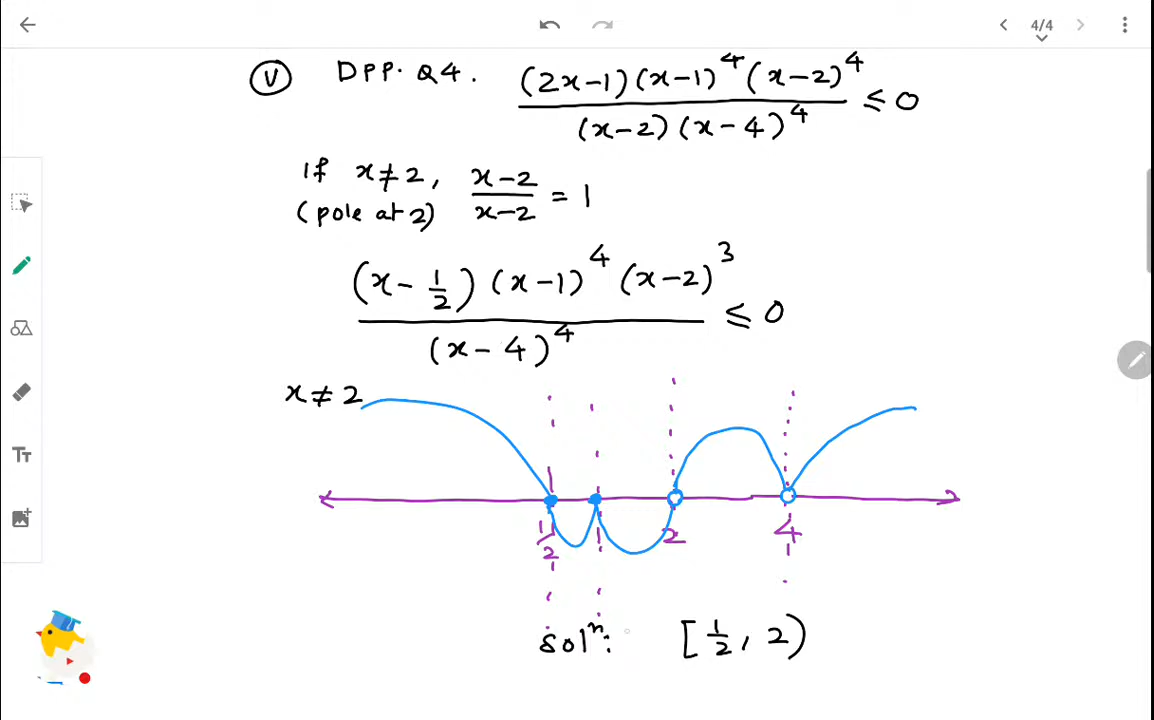 4/4
(V) DPP. Q4. (2x-1)(x-1)^4(x-2)^4 / (x-2)(x-4)^4 ≤ 0
If x≠2, x-2 / x-2 = 1
(pole at 2)
(x-1/2)(x-1)^4(x-2)^3 / (x-4)^4 ≤ 0
x≠2
1/2 1 2 4
Tт
solⁿ: [1/2, 2)